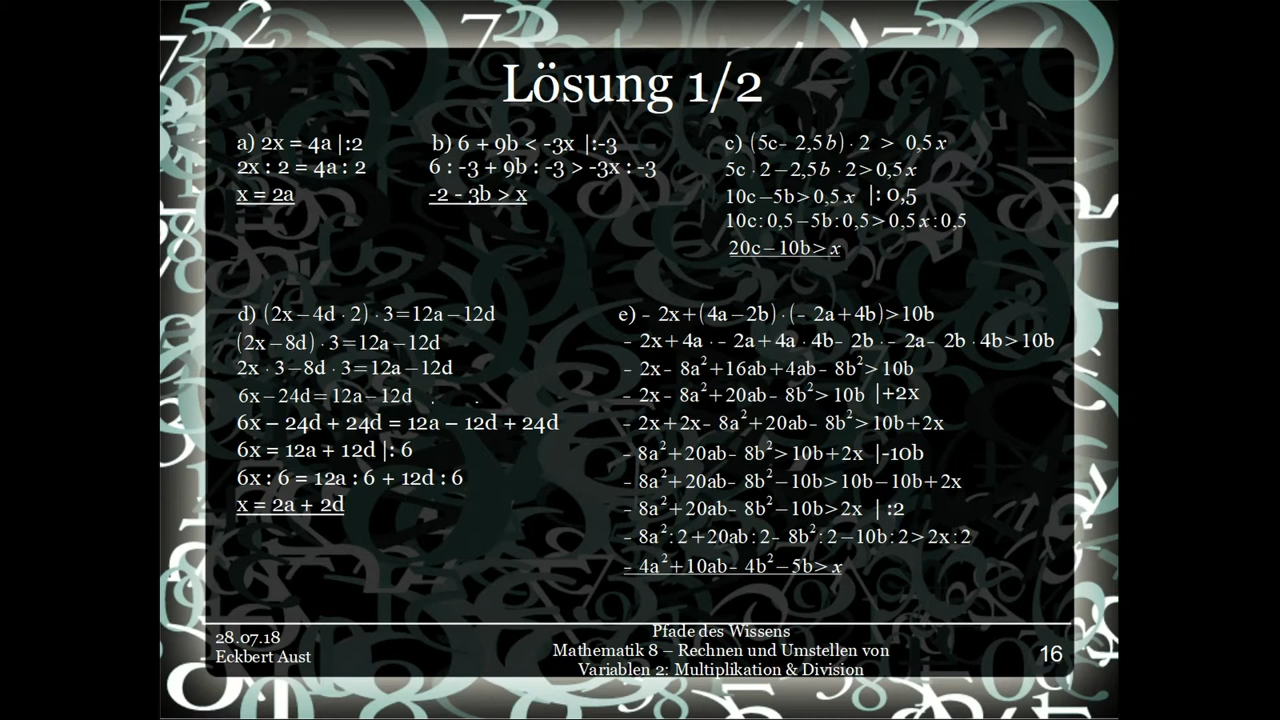 Lösung 1/2
a) 2x = 4a |:2
2x : 2 = 4a : 2
x = 2a
b) 6 + 9b < -3x |:-3
6 : -3 + 9b : -3 > -3x : -3
-2 - 3b > x
c) (5c- 2,5b) · 2 > 0,5x
5c · 2−2,5b · 2>0,5x
10c−5b>0,5x |: 0,5
10c:0,5−5b:0,5>0,5x:0,5
20c−10b>x
d) (2x−4d · 2) · 3=12a−12d
(2x−8d) · 3=12a−12d
2x · 3−8d · 3=12a−12d
6x−24d=12a−12d
6x − 24d + 24d = 12a − 12d + 24d
6x = 12a + 12d |: 6
6x : 6 = 12a : 6 + 12d : 6
x = 2a + 2d
e) - 2x+(4a−2b) · (- 2a+4b)>10b
- 2x+4a · - 2a+4a · 4b- 2b · - 2a- 2b · 4b>10b
- 2x- 8a²+16ab+4ab- 8b²>10b
- 2x- 8a²+20ab- 8b²>10b |+2x
- 2x+2x- 8a²+20ab- 8b²>10b+2x
- 8a²+20ab- 8b²>10b+2x |-10b
- 8a²+20ab- 8b²−10b>10b−10b+2x
- 8a²+20ab- 8b²−10b>2x | :2
- 8a²:2+20ab:2- 8b²:2−10b:2>2x:2
- 4a²+10ab- 4b²−5b>x
28.07.18
Eckbert Aust
Pfade des Wissens
Mathematik 8 – Rechnen und Umstellen von
Variablen 2: Multiplikation & Division
16